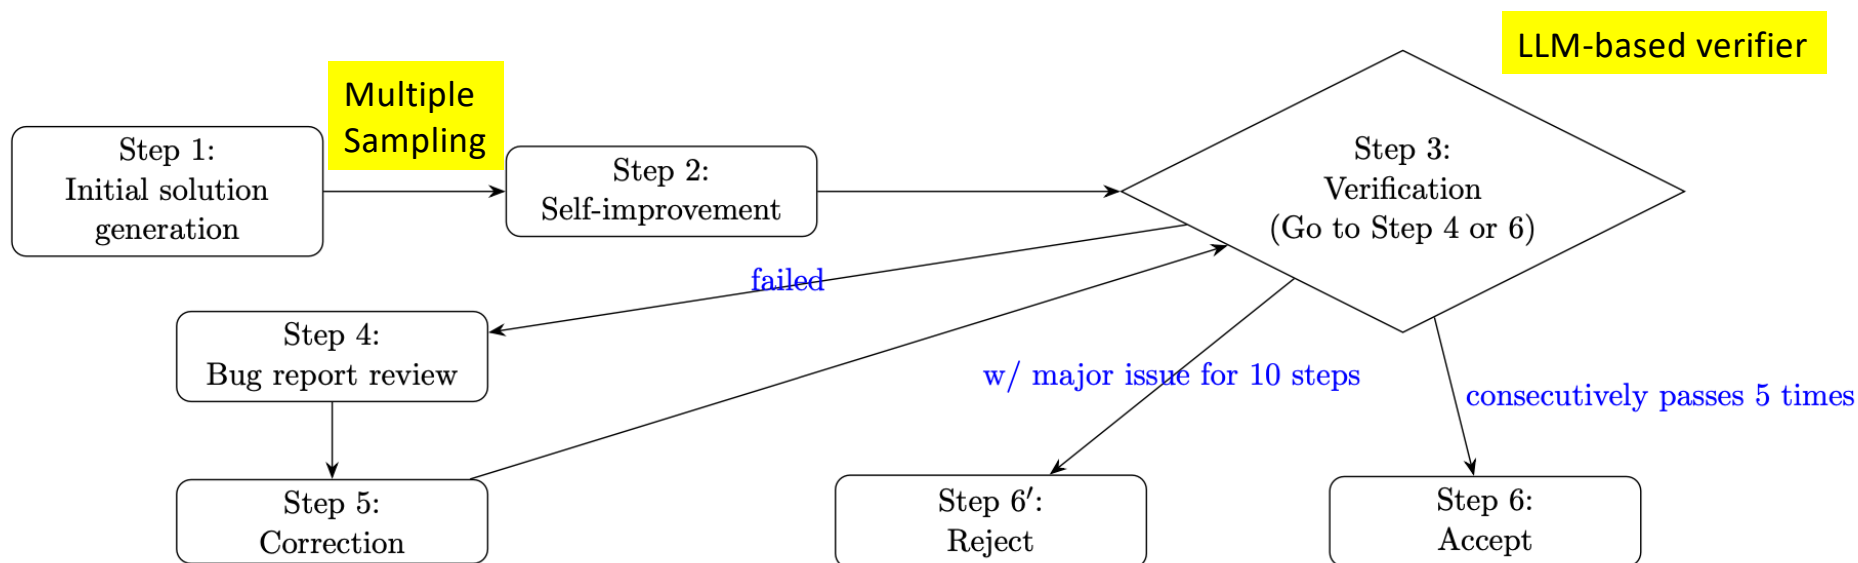 LLM-based verifier
Multiple
Sampling
Step 1:
Initial solution
generation
Step 2:
Self-improvement
Step 3:
Verification
(Go to Step 4 or 6)
failed
Step 4:
Bug report review
w/ major issue for 10 steps
consecutively passes 5 times
Step 5:
Correction
Step 6′:
Reject
Step 6:
Accept